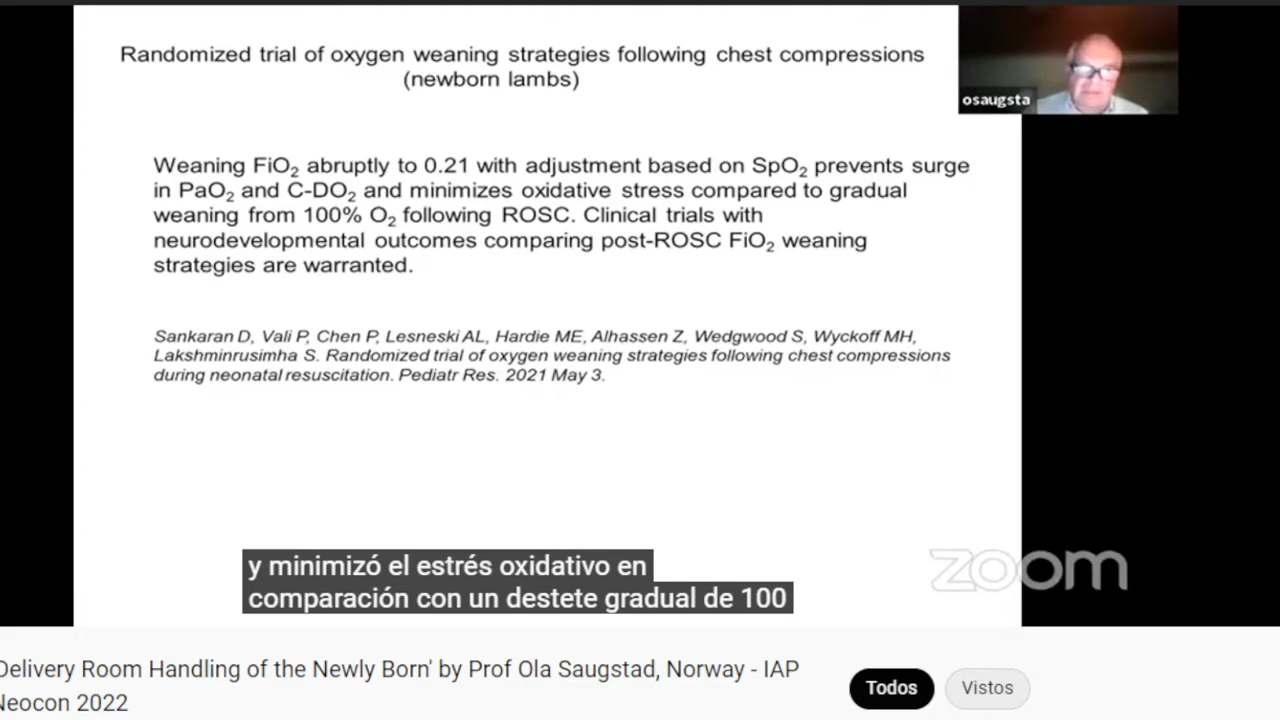 Randomized trial of oxygen weaning strategies following chest compressions
(newborn lambs)
osaugsta
Weaning FiO₂ abruptly to 0.21 with adjustment based on SpO₂ prevents surge
in PaO₂ and C-DO₂ and minimizes oxidative stress compared to gradual
weaning from 100% O₂ following ROSC. Clinical trials with
neurodevelopmental outcomes comparing post-ROSC FiO₂ weaning
strategies are warranted.
Sankaran D, Vali P, Chen P, Lesneski AL, Hardie ME, Alhassen Z, Wedgwood S, Wyckoff MH,
Lakshminrusimha S. Randomized trial of oxygen weaning strategies following chest compressions
during neonatal resuscitation. Pediatr Res. 2021 May 3.
y minimizó el estrés oxidativo en
comparación con un destete gradual de 100
zoom
Delivery Room Handling of the Newly Born' by Prof Ola Saugstad, Norway - IAP
Neocon 2022
Todos
Vistos